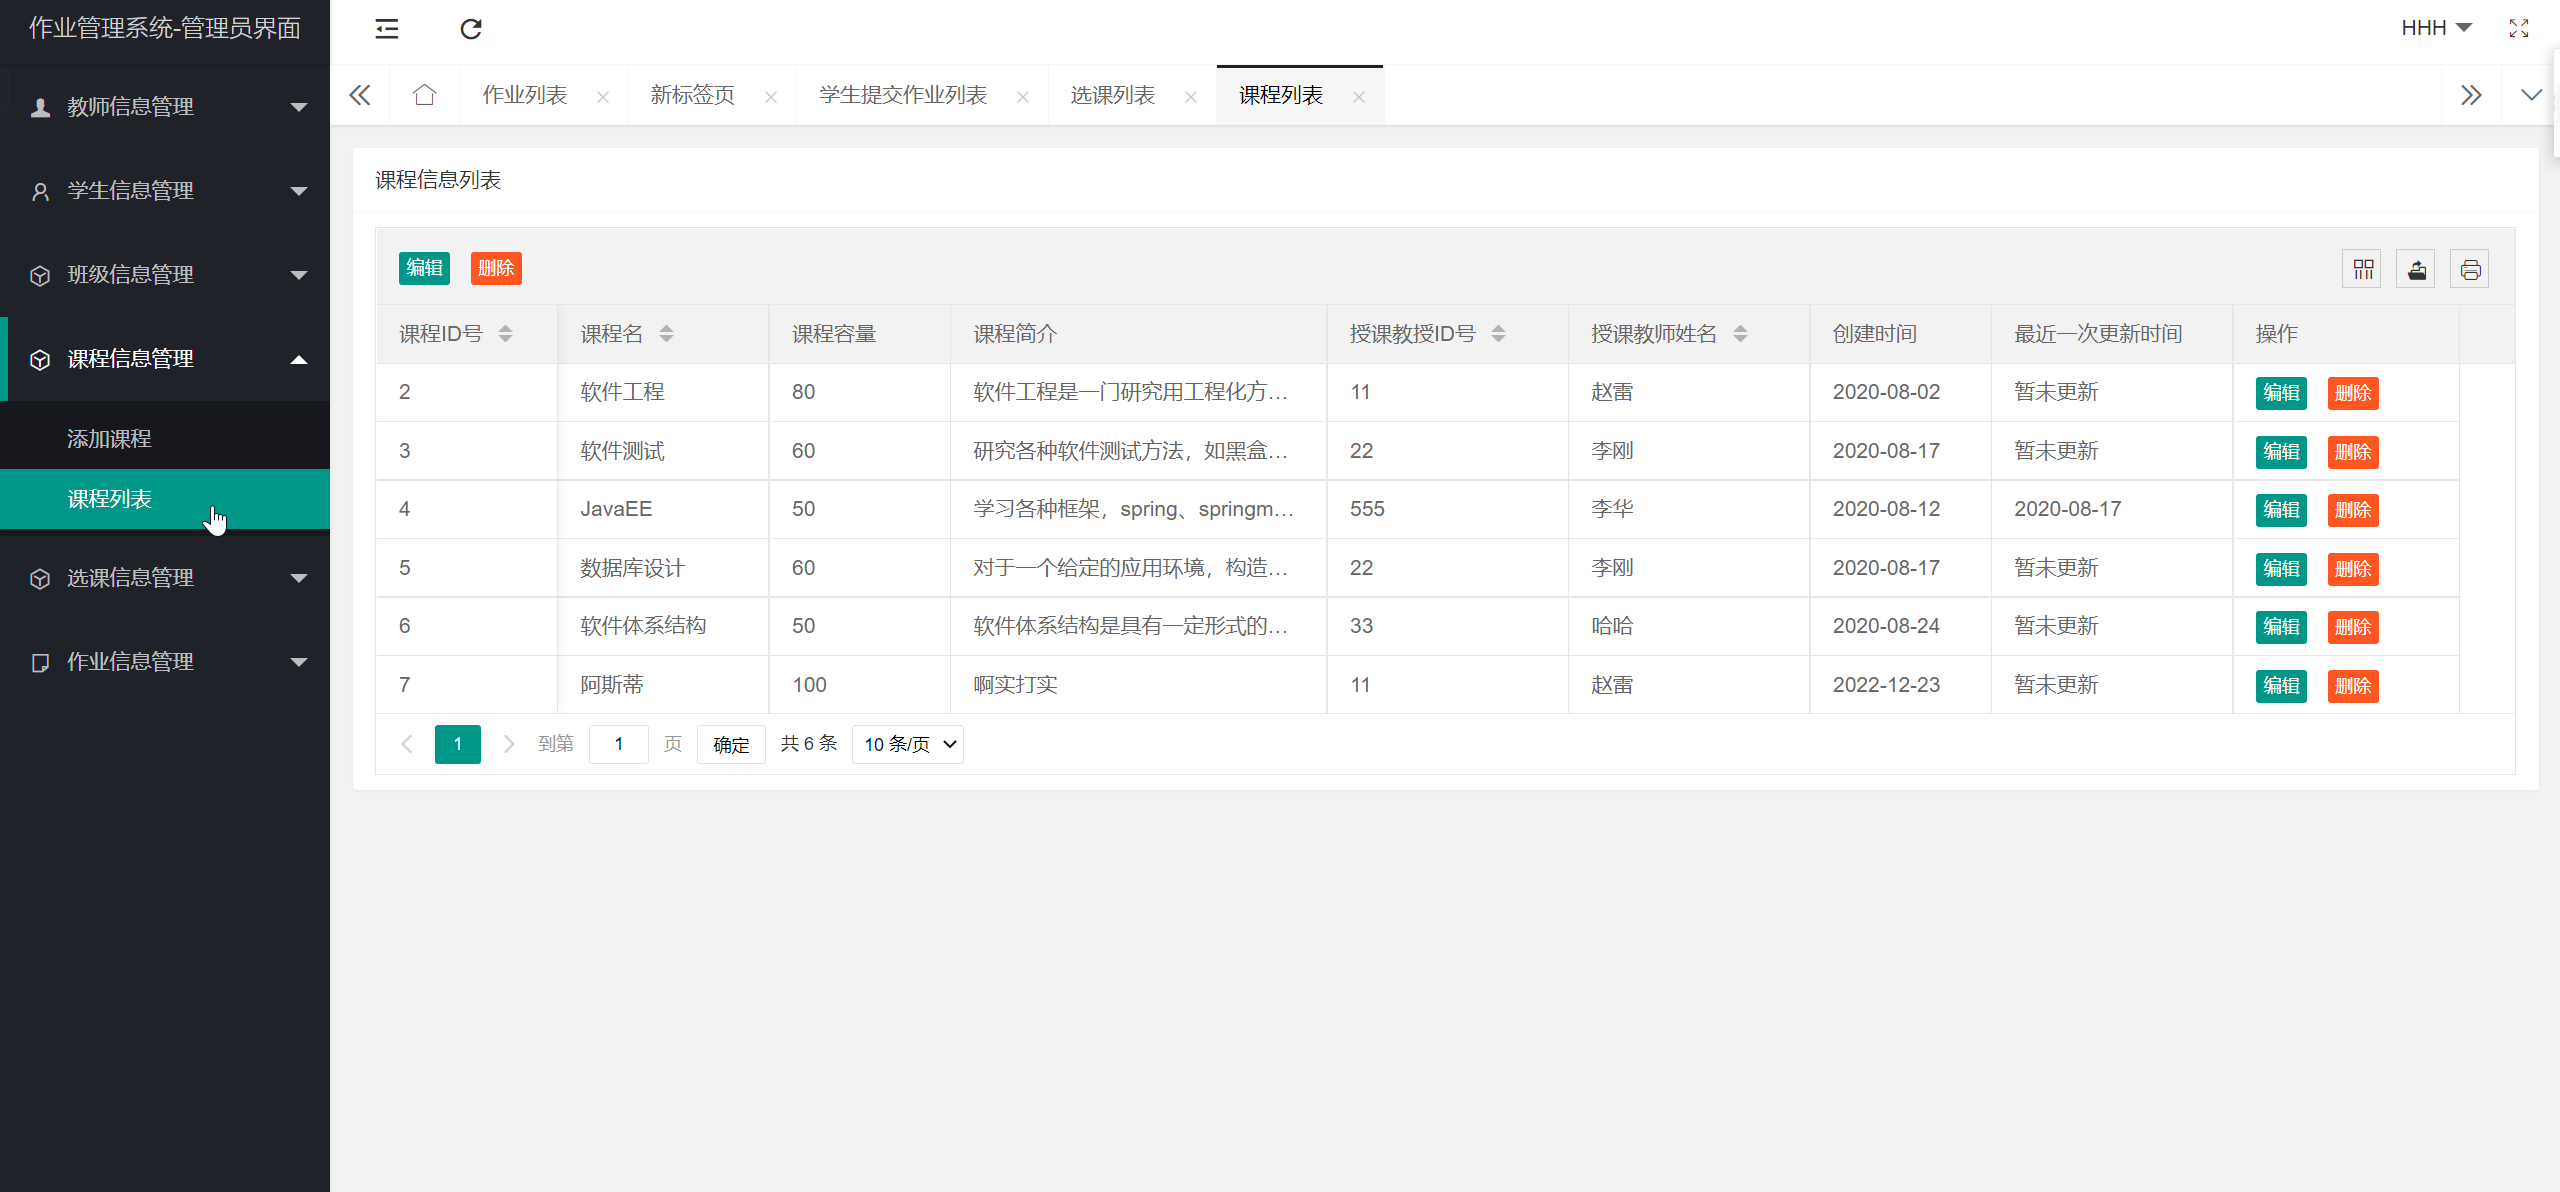 作业管理系统-管理员界面
HHH
教师信息管理
学生信息管理
班级信息管理
课程信息管理
添加课程
课程列表
选课信息管理
作业信息管理
作业列表 新标签页 学生提交作业列表 选课列表 课程列表
课程信息列表
编辑 删除
课程ID号 课程名 课程容量 课程简介 授课教授ID号 授课教师姓名 创建时间 最近一次更新时间 操作
2 软件工程 80 软件工程是一门研究用工程化方... 11 赵雷 2020-08-02 暂未更新 编辑 删除
3 软件测试 60 研究各种软件测试方法，如黑盒... 22 李刚 2020-08-17 暂未更新 编辑 删除
4 JavaEE 50 学习各种框架，spring、springm... 555 李华 2020-08-12 2020-08-17 编辑 删除
5 数据库设计 60 对于一个给定的应用环境，构造... 22 李刚 2020-08-17 暂未更新 编辑 删除
6 软件体系结构 50 软件体系结构是具有一定形式的... 33 哈哈 2020-08-24 暂未更新 编辑 删除
7 阿斯蒂 100 啊实打实 11 赵雷 2022-12-23 暂未更新 编辑 删除
1 到第 1 页 确定 共 6 条 10 条/页